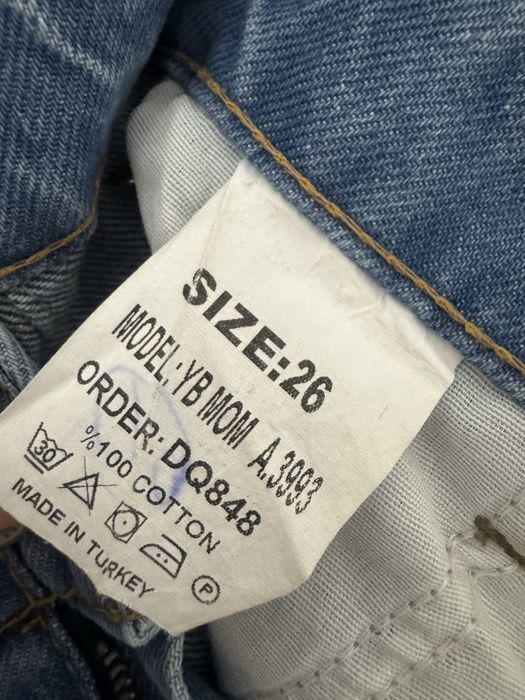 SIZE:26
MODEL: YB MOM A.3993
ORDER: DQ848
%100 COTTON
30 P
MADE IN TURKEY